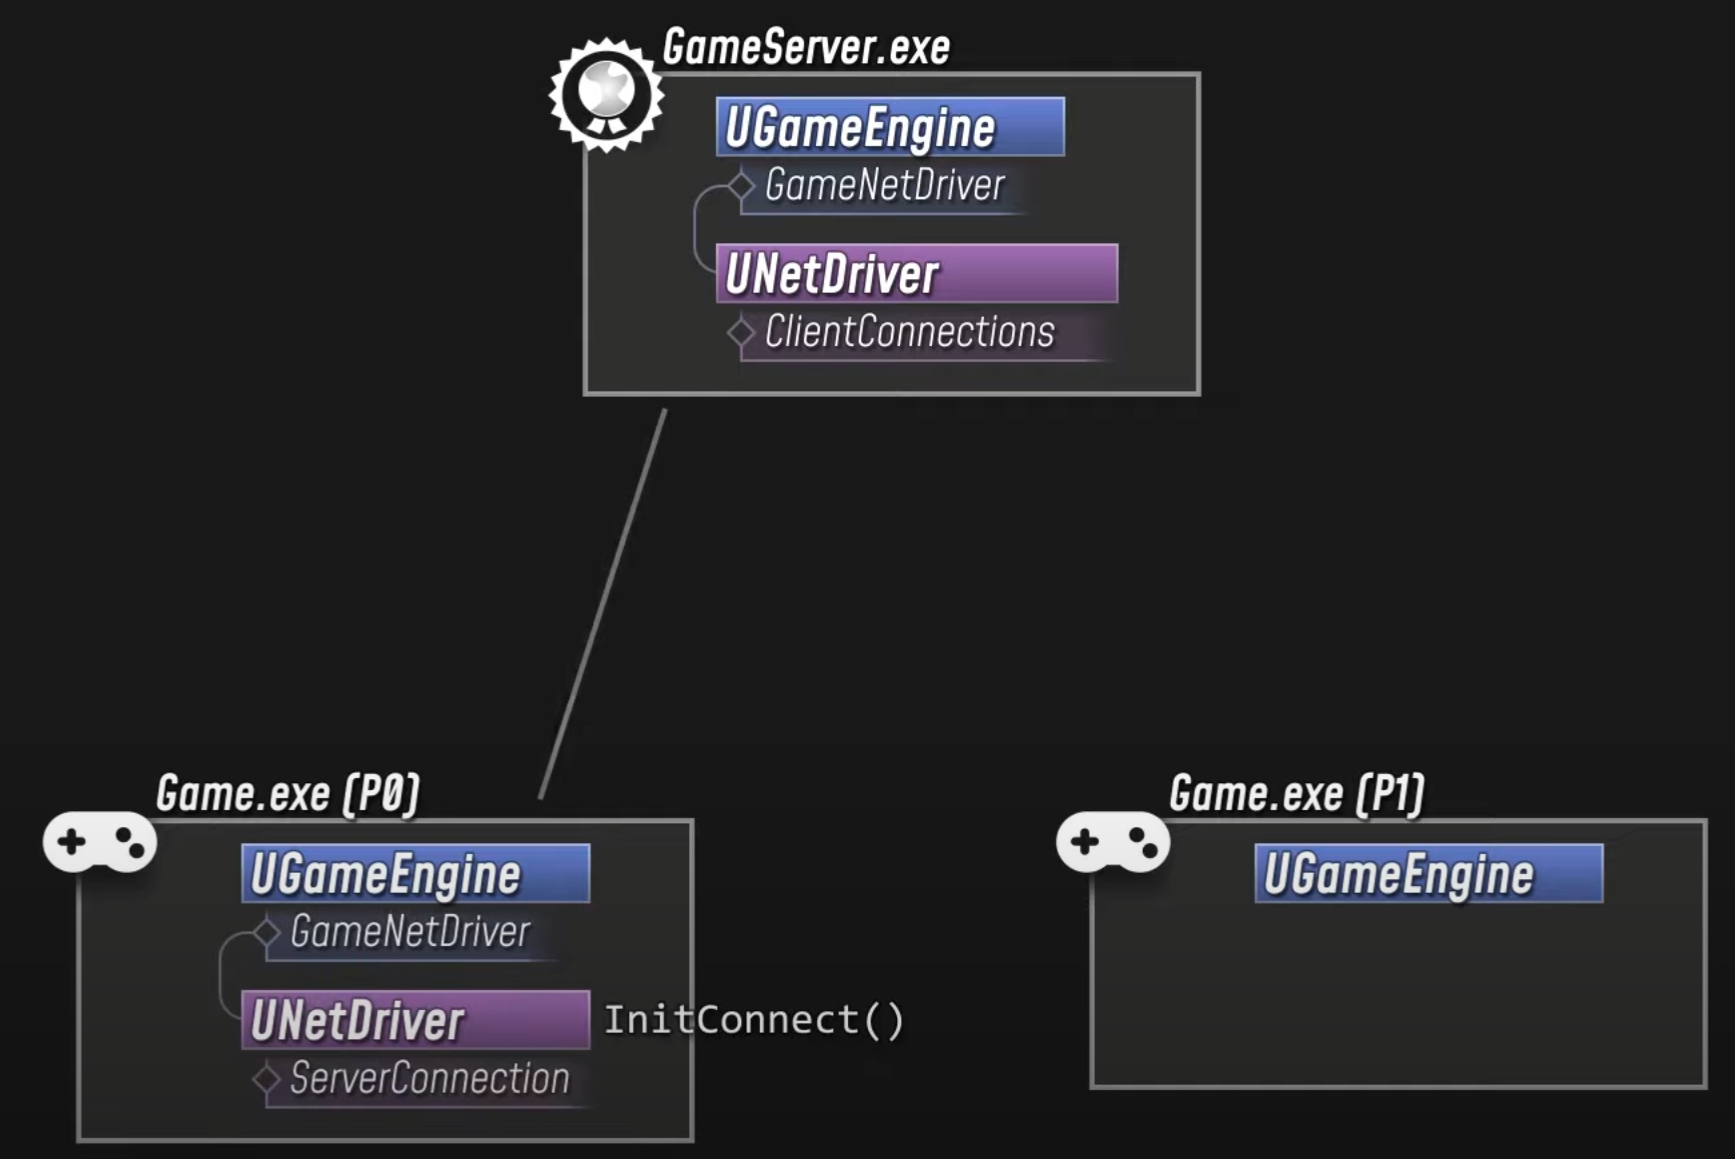 GameServer.exe
UGameEngine
GameNetDriver
UNetDriver
ClientConnections
Game.exe (P0)
UGameEngine
GameNetDriver
UNetDriver InitConnect()
ServerConnection
Game.exe (P1)
UGameEngine